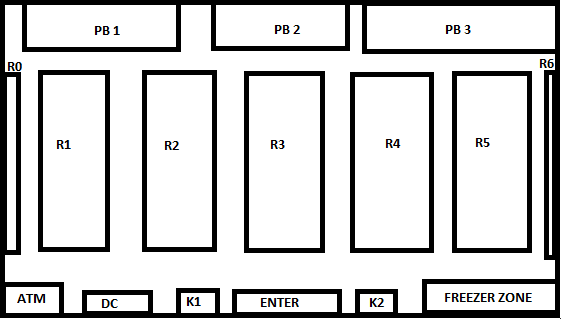 PB 1
PB 2
PB 3
R0
R6
R1
R2
R3
R4
R5
ATM
DC
K1
ENTER
K2
FREEZER ZONE